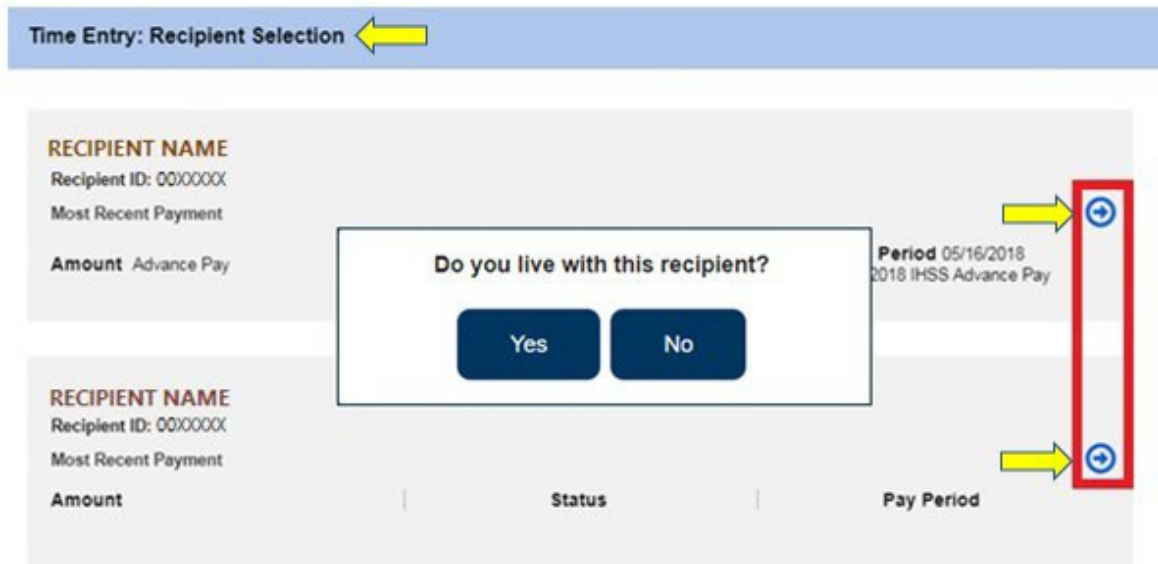 Time Entry: Recipient Selection
RECIPIENT NAME
Recipient ID: 00XXXXX
Most Recent Payment
Amount Advance Pay
Period 05/16/2018
2018 IHSS Advance Pay
Do you live with this recipient?
Yes No
RECIPIENT NAME
Recipient ID: 00XXXXX
Most Recent Payment
Amount Status Pay Period